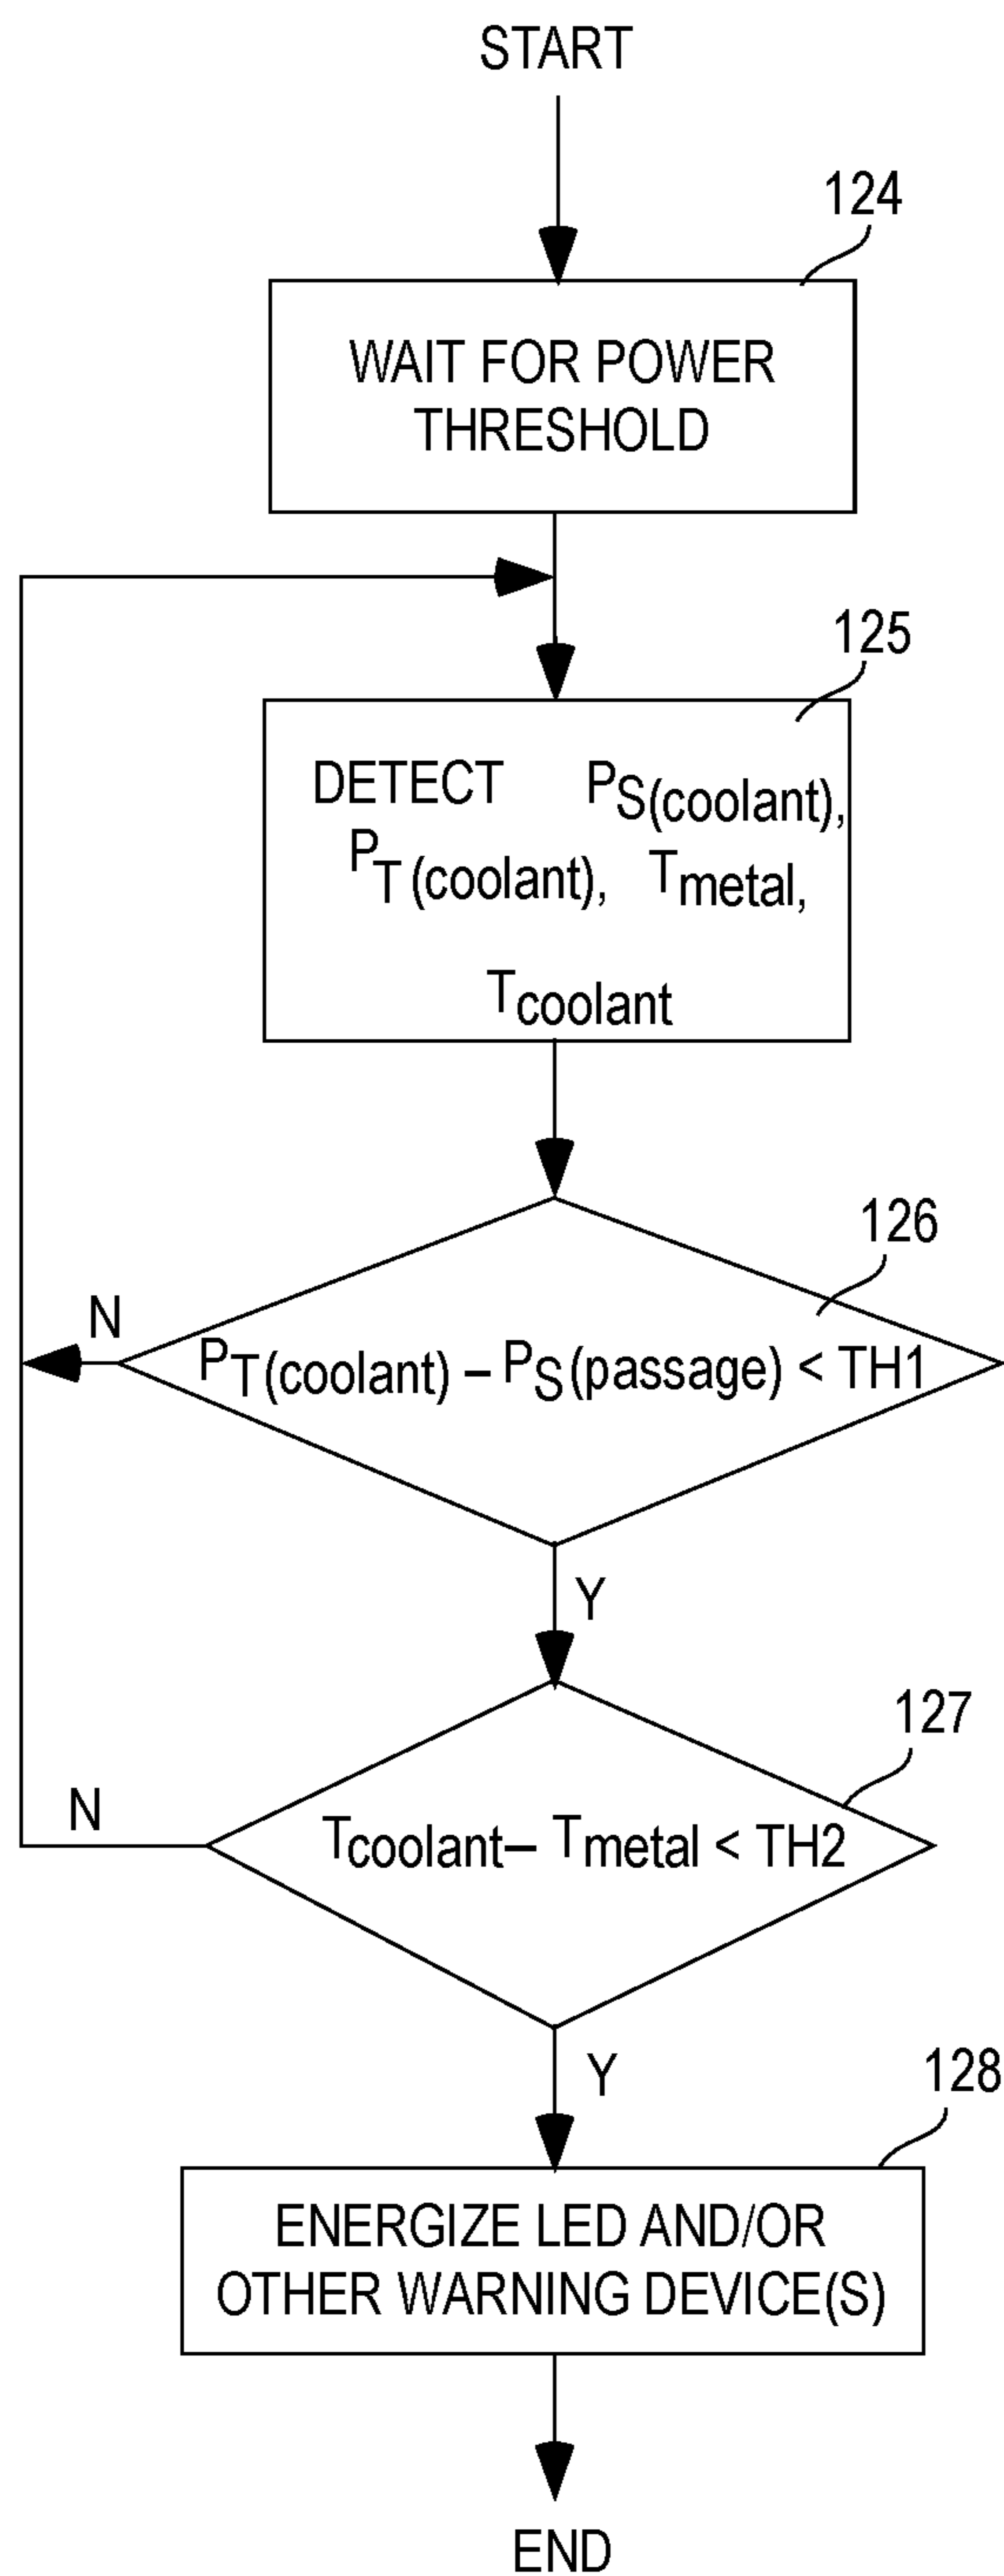 START
124
WAIT FOR POWER
THRESHOLD
125
DETECT PS(coolant),
PT(coolant), Tmetal,
Tcoolant
126
N
PT(coolant) – PS(passage) < TH1
Y
127
N
Tcoolant– Tmetal < TH2
Y
128
ENERGIZE LED AND/OR
OTHER WARNING DEVICE(S)
END